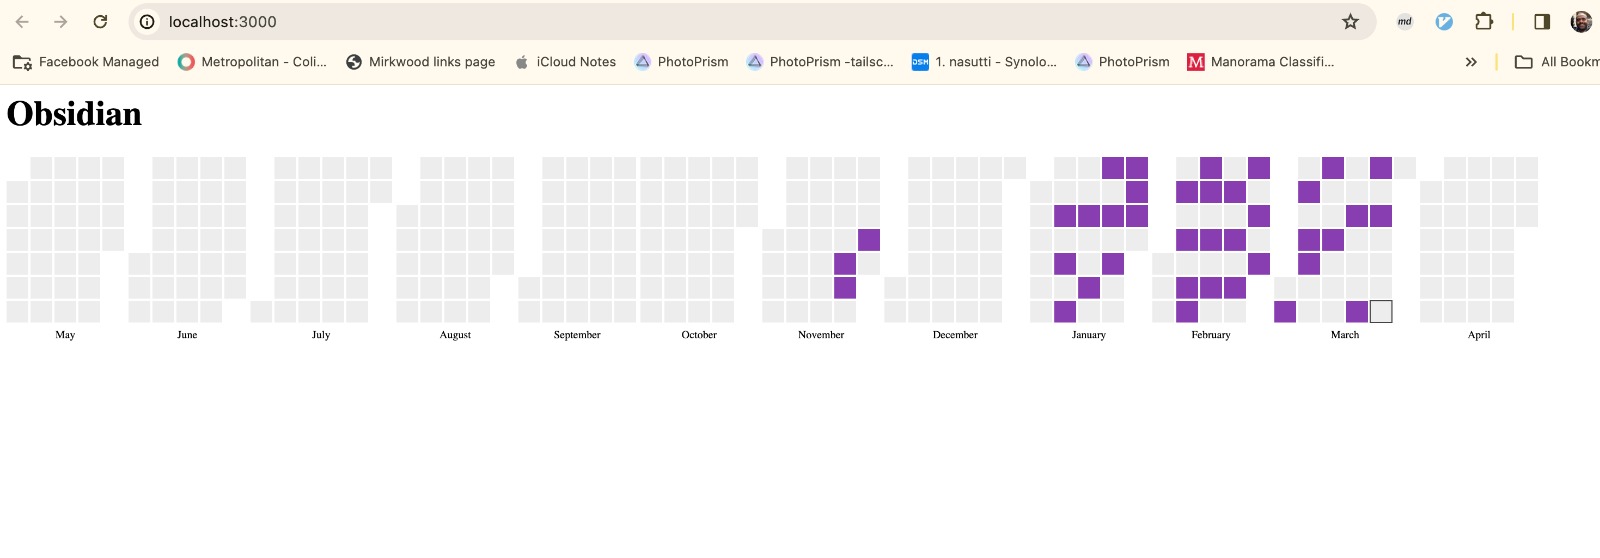 localhost:3000
md
Facebook Managed
Metropolitan - Coli...
Mirkwood links page
iCloud Notes
PhotoPrism
PhotoPrism -tailsc...
DSM
1. nasutti - Synolo...
PhotoPrism
M
Manorama Classifi...
»
All Bookm
Obsidian
May June July August September October November December January February March April